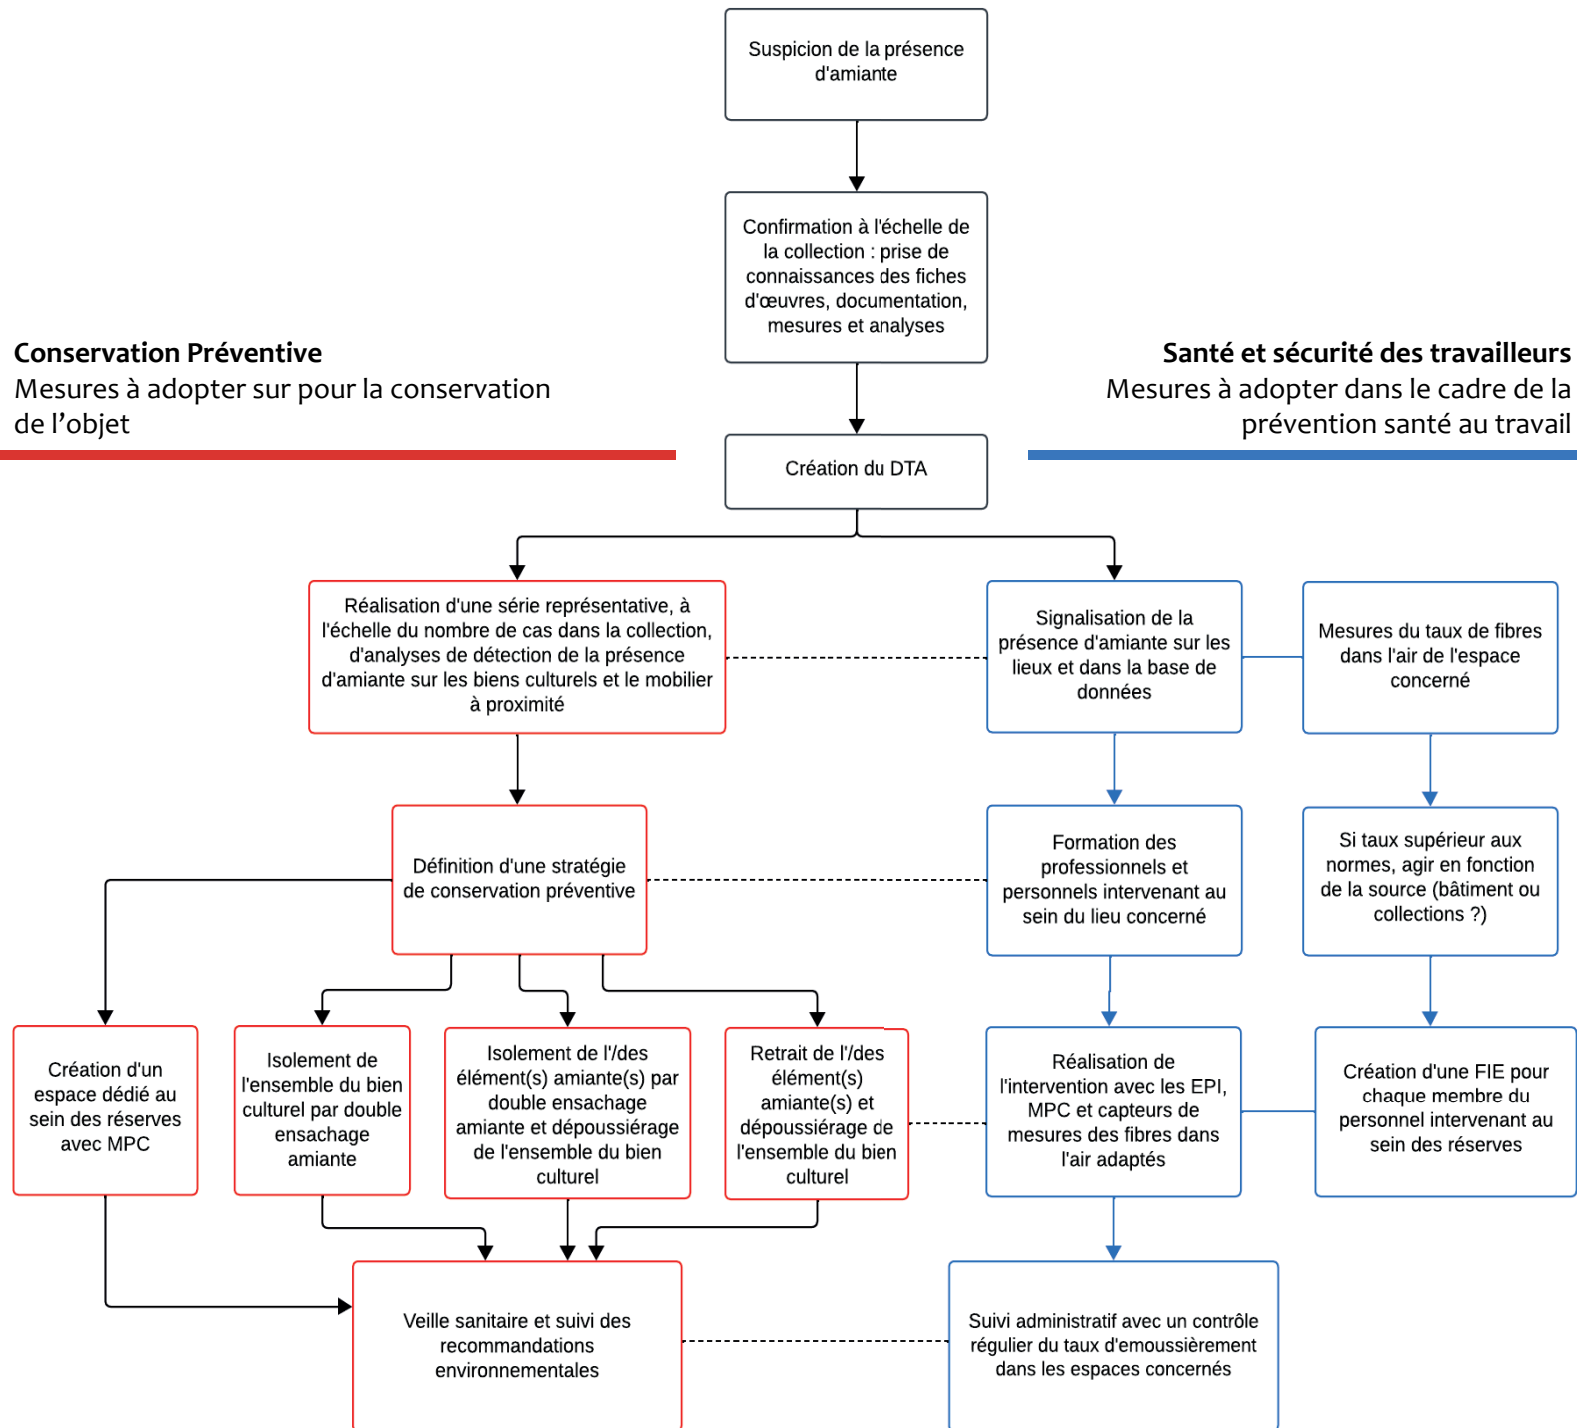 Suspicion de la présence
d'amiante
Confirmation à l'échelle de
la collection : prise de
connaissances des fiches
d'œuvres, documentation,
mesures et analyses
Conservation Préventive
Mesures à adopter sur pour la conservation
de l'objet
Santé et sécurité des travailleurs
Mesures à adopter dans le cadre de la
prévention santé au travail
Création du DTA
Réalisation d'une série représentative, à
l'échelle du nombre de cas dans la collection,
d'analyses de détection de la présence
d'amiante sur les biens culturels et le mobilier
à proximité
Signalisation de la
présence d'amiante sur les
lieux et dans la base de
données
Mesures du taux de fibres
dans l'air de l'espace
concerné
Définition d'une stratégie
de conservation préventive
Formation des
professionnels et
personnels intervenant au
sein du lieu concerné
Si taux supérieur aux
normes, agir en fonction
de la source (bâtiment ou
collections ?)
Création d'un
espace dédié au
sein des réserves
avec MPC
Isolement de
l'ensemble du bien
culturel par double
ensachage
amiante
Isolement de l'/des
élément(s) amiante(s) par
double ensachage
amiante et dépoussiérage
de l'ensemble du bien
culturel
Retrait de l'/des
élément(s)
amiante(s) et
dépoussiérage de
l'ensemble du bien
culturel
Réalisation de
l'intervention avec les EPI,
MPC et capteurs de
mesures des fibres dans
l'air adaptés
Création d'une FIE pour
chaque membre du
personnel intervenant au
sein des réserves
Veille sanitaire et suivi des
recommandations
environnementales
Suivi administratif avec un contrôle
régulier du taux d'emoussièrement
dans les espaces concernés